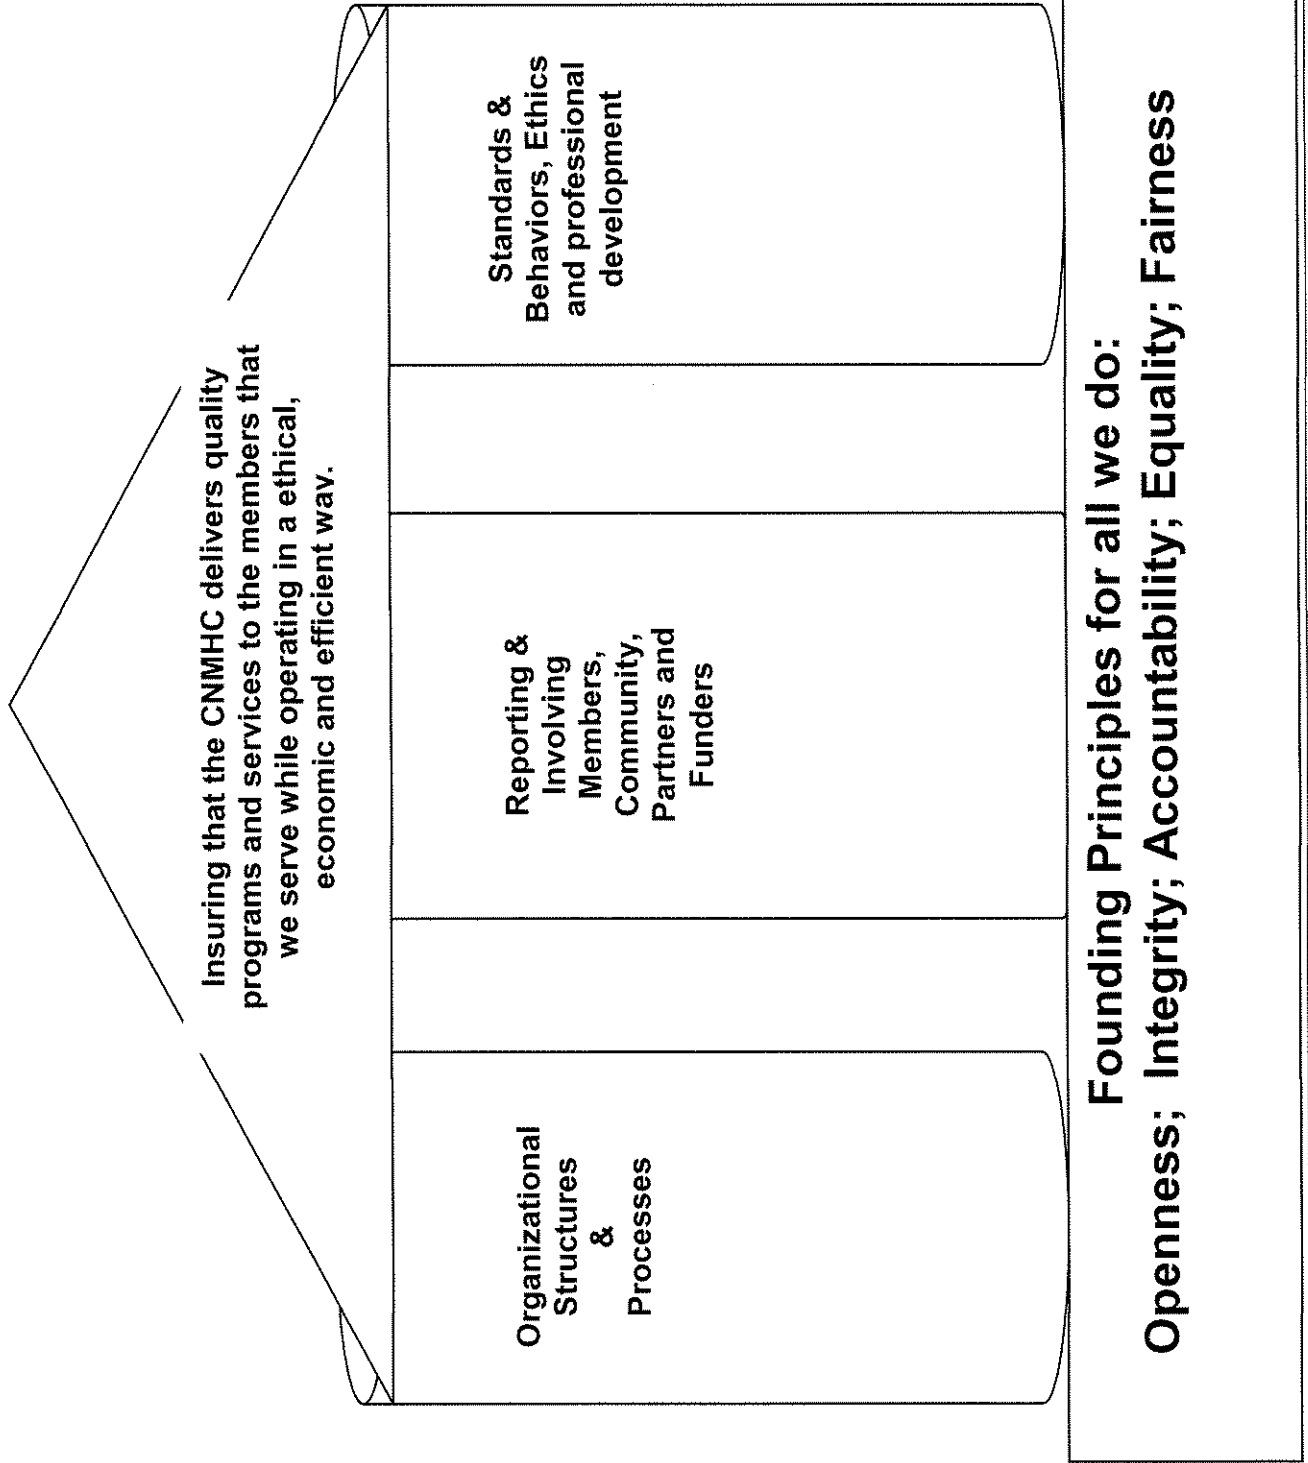 Insuring that the CNMHC delivers quality
programs and services to the members that
we serve while operating in a ethical,
economic and efficient wav.
Organizational
Structures
&
Processes
Reporting &
Involving
Members,
Community,
Partners and
Funders
Standards &
Behaviors, Ethics
and professional
development
Founding Principles for all we do:
Openness; Integrity; Accountability; Equality; Fairness